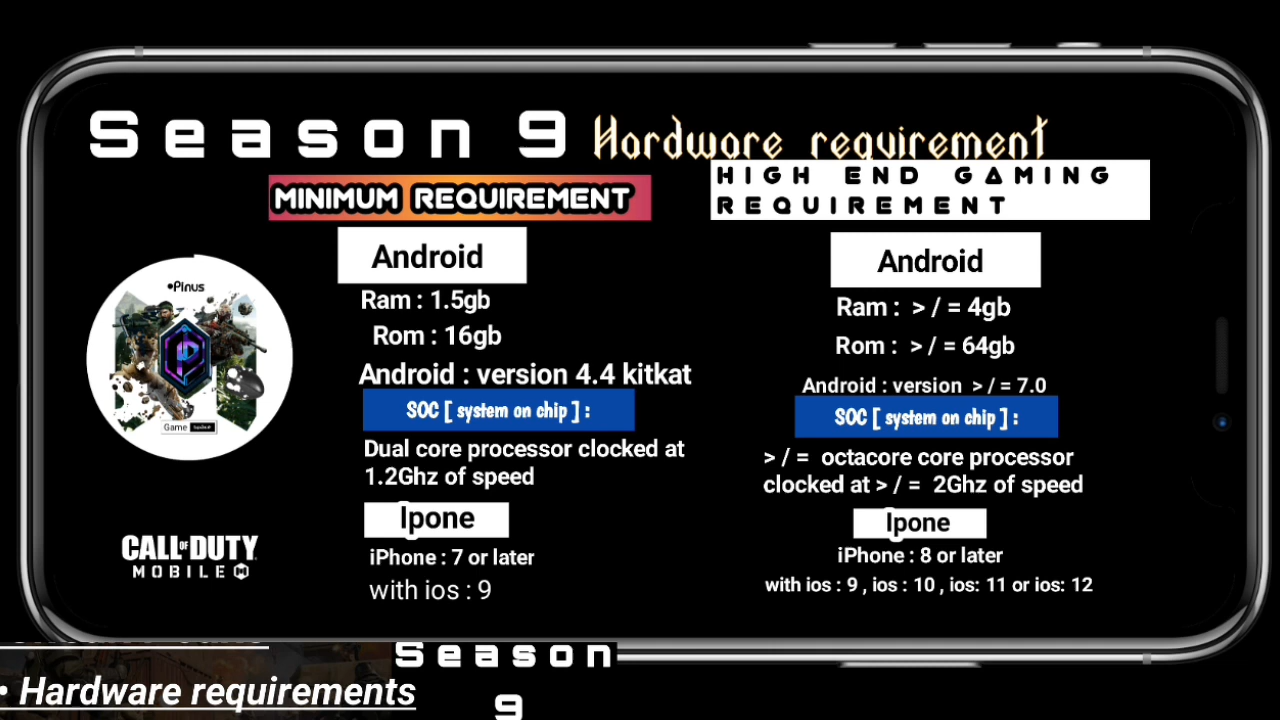 Season 9 Hardware requirement
MINIMUM REQUIREMENT
Android
Ram : 1.5gb
Rom : 16gb
Android : version 4.4 kitkat
SOC [ system on chip ] :
Dual core processor clocked at
1.2Ghz of speed
Ipone
iPhone : 7 or later
with ios : 9
HIGH END GAMING
REQUIREMENT
Android
Ram : > / = 4gb
Rom : > / = 64gb
Android : version > / = 7.0
SOC [ system on chip ] :
> / = octacore core processor
clocked at > / = 2Ghz of speed
Ipone
iPhone : 8 or later
with ios : 9 , ios : 10 , ios: 11 or ios: 12
•Pinus
Game
CALL OF DUTY
MOBILE
Season
9
• Hardware requirements